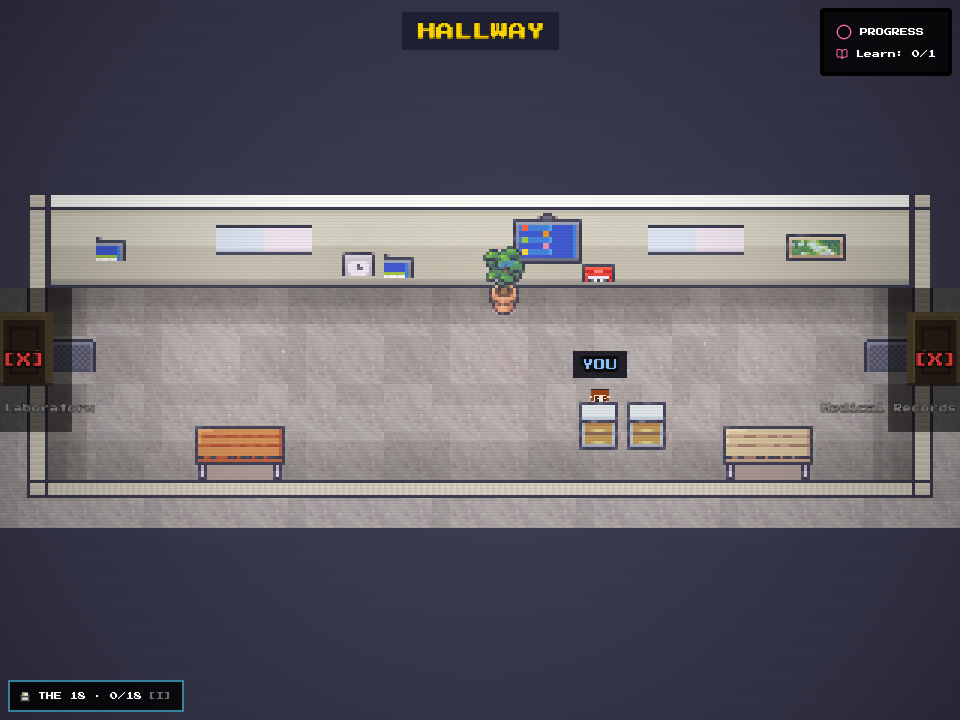 HALLWAY
PROGRESS
Learn: 0/1
YOU
[X]
[X]
Laboratory
Medical Records
THE 18 · 0/18 [I]